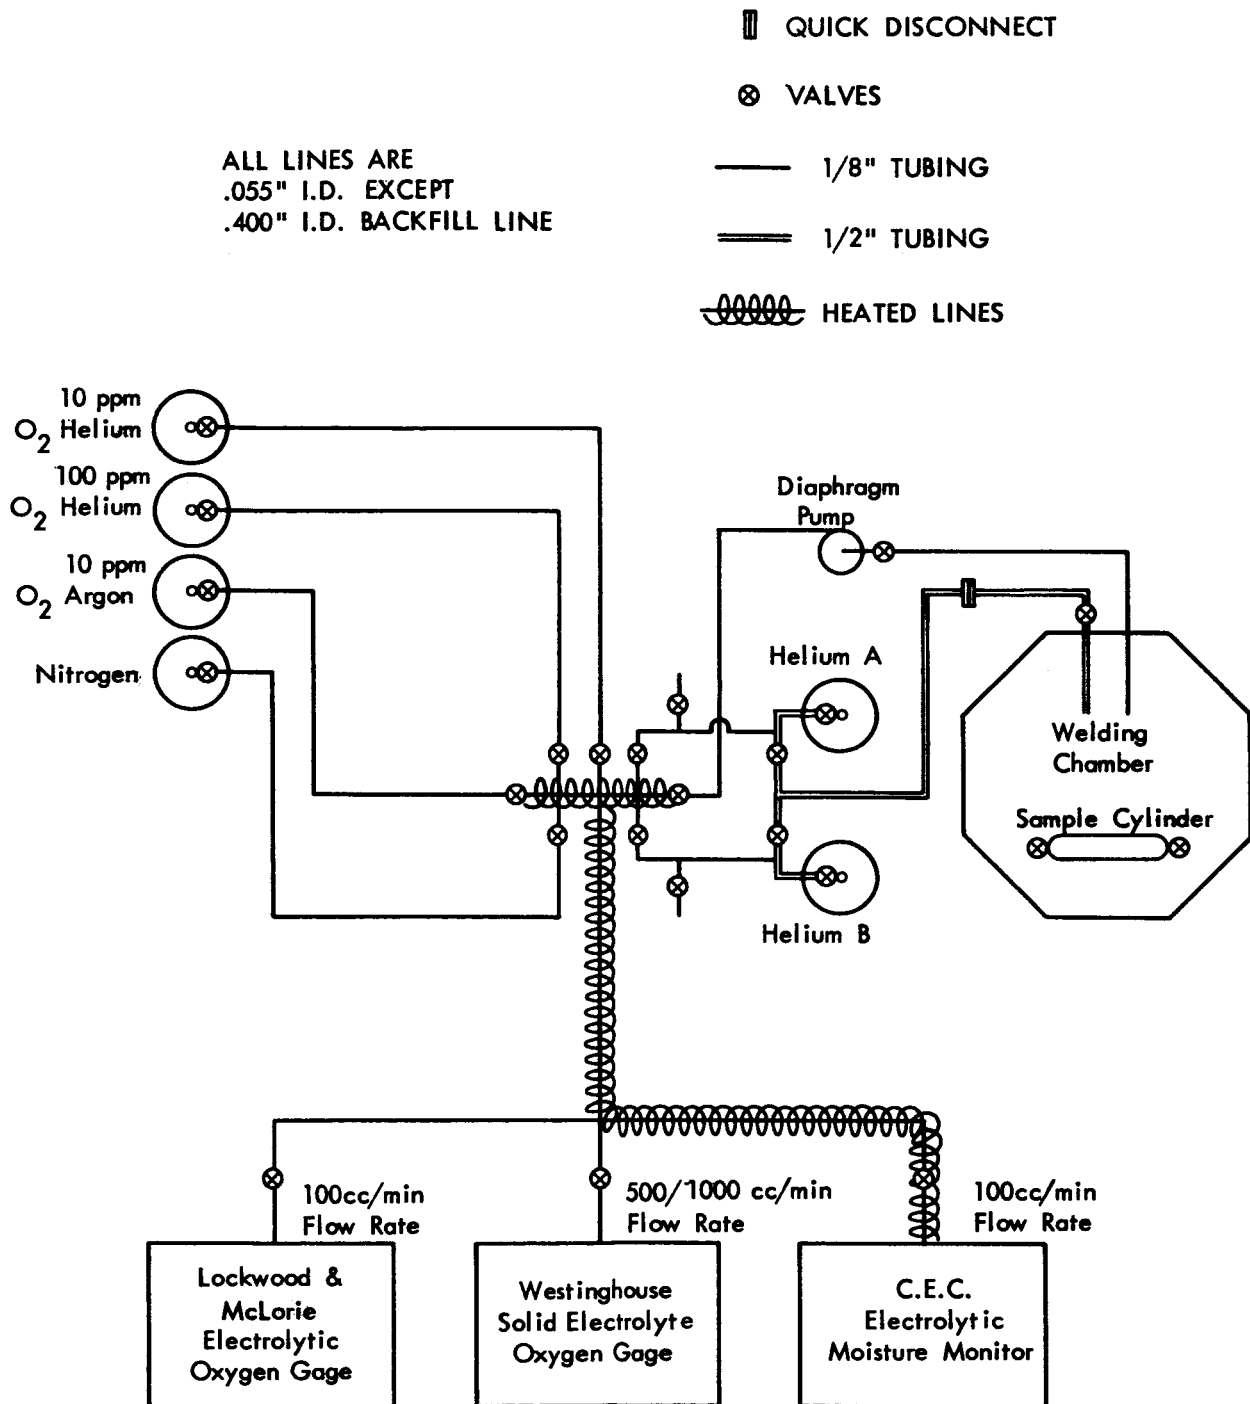 QUICK DISCONNECT
VALVES
1/8" TUBING
1/2" TUBING
HEATED LINES
ALL LINES ARE
.055" I.D. EXCEPT
.400" I.D. BACKFILL LINE
10 ppm
O2 Helium
100 ppm
O2 Helium
10 ppm
O2 Argon
Nitrogen
Diaphragm
Pump
Helium A
Helium B
Welding
Chamber
Sample Cylinder
100cc/min
Flow Rate
500/1000 cc/min
Flow Rate
100cc/min
Flow Rate
Lockwood &
McLorie
Electrolytic
Oxygen Gage
Westinghouse
Solid Electrolyte
Oxygen Gage
C.E.C.
Electrolytic
Moisture Monitor